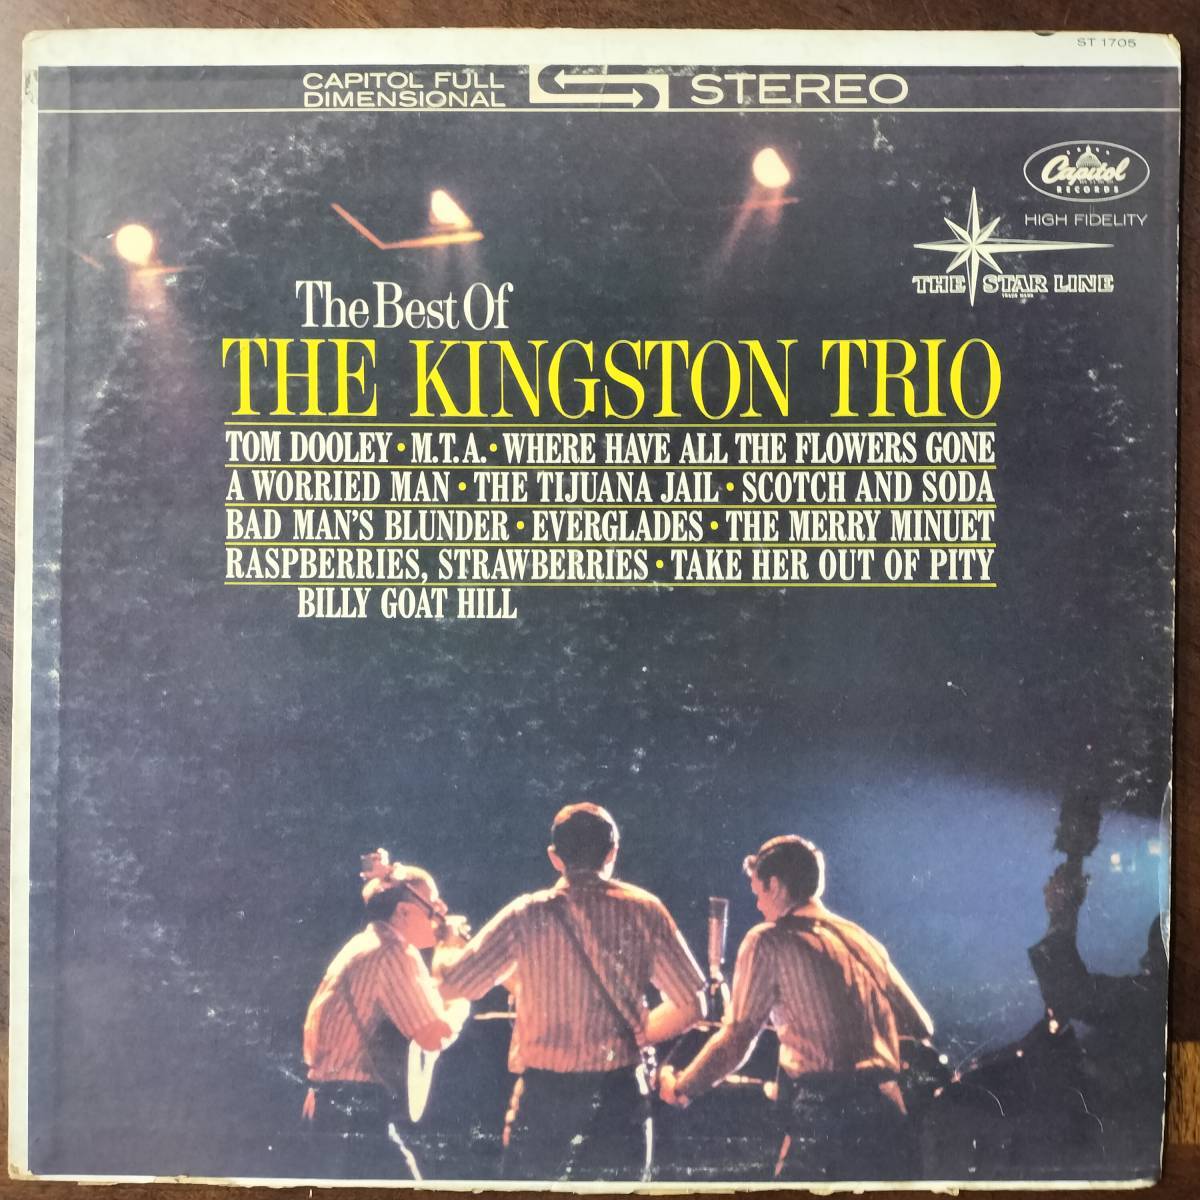 ST 1705
CAPITOL FULL
DIMENSIONAL
STEREO
Capitol
RECORDS
HIGH FIDELITY
THE STAR LINE
TRADE MARK
The Best Of
THE KINGSTON TRIO
TOM DOOLEY • M.T.A. • WHERE HAVE ALL THE FLOWERS GONE
A WORRIED MAN • THE TIJUANA JAIL • SCOTCH AND SODA
BAD MAN'S BLUNDER • EVERGLADES • THE MERRY MINUET
RASPBERRIES, STRAWBERRIES • TAKE HER OUT OF PITY
BILLY GOAT HILL